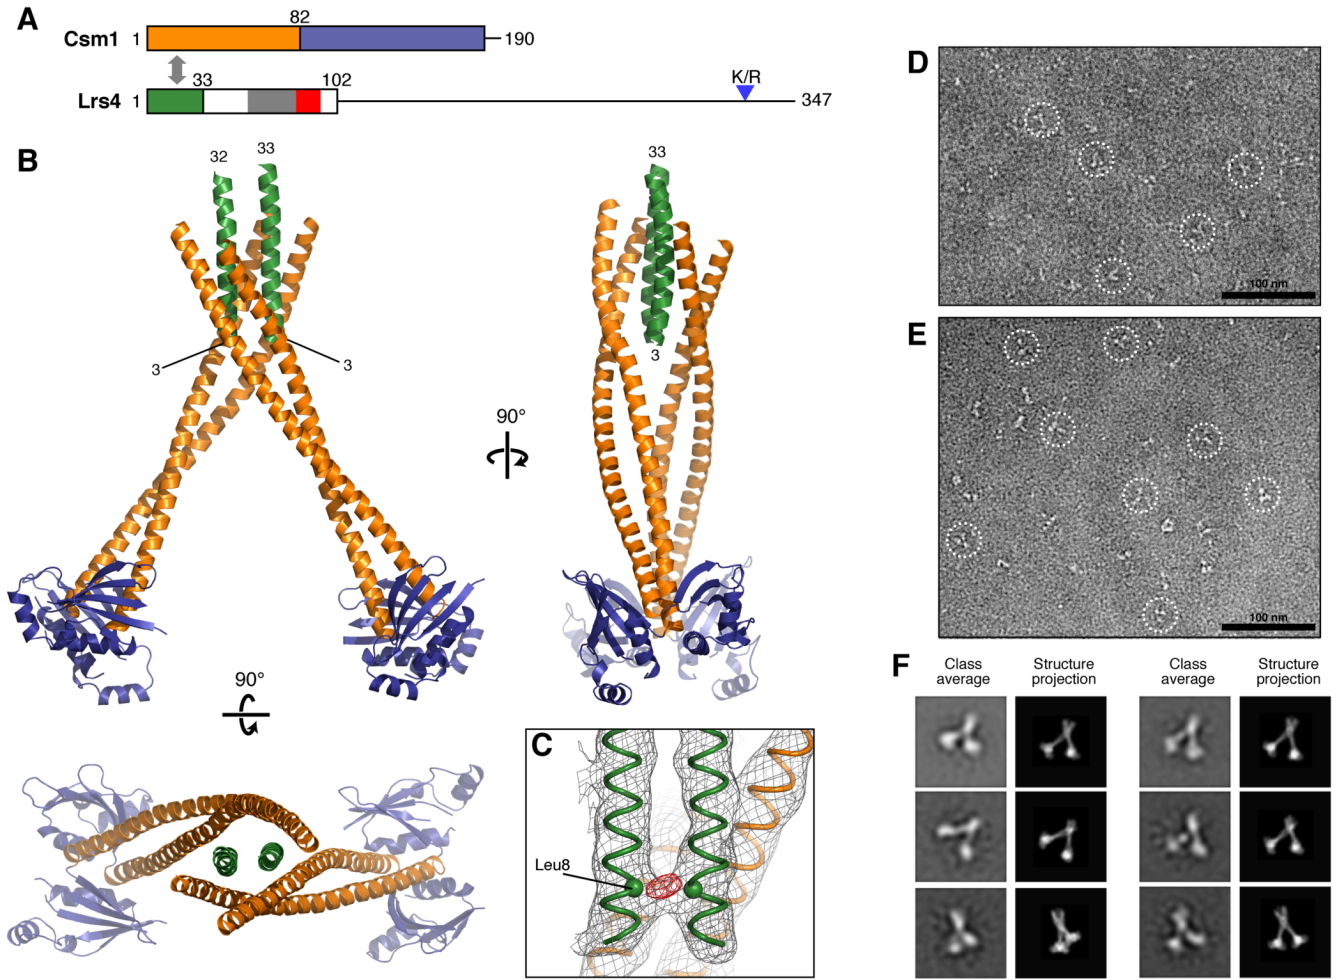 A
82
Csm1 1
190
33
102
K/R
Lrs4 1
347
B
32
33
3
3
90°
33
3
90°
C
Leu8
D
100 nm
E
100 nm
F
Class average
Structure projection
Class average
Structure projection